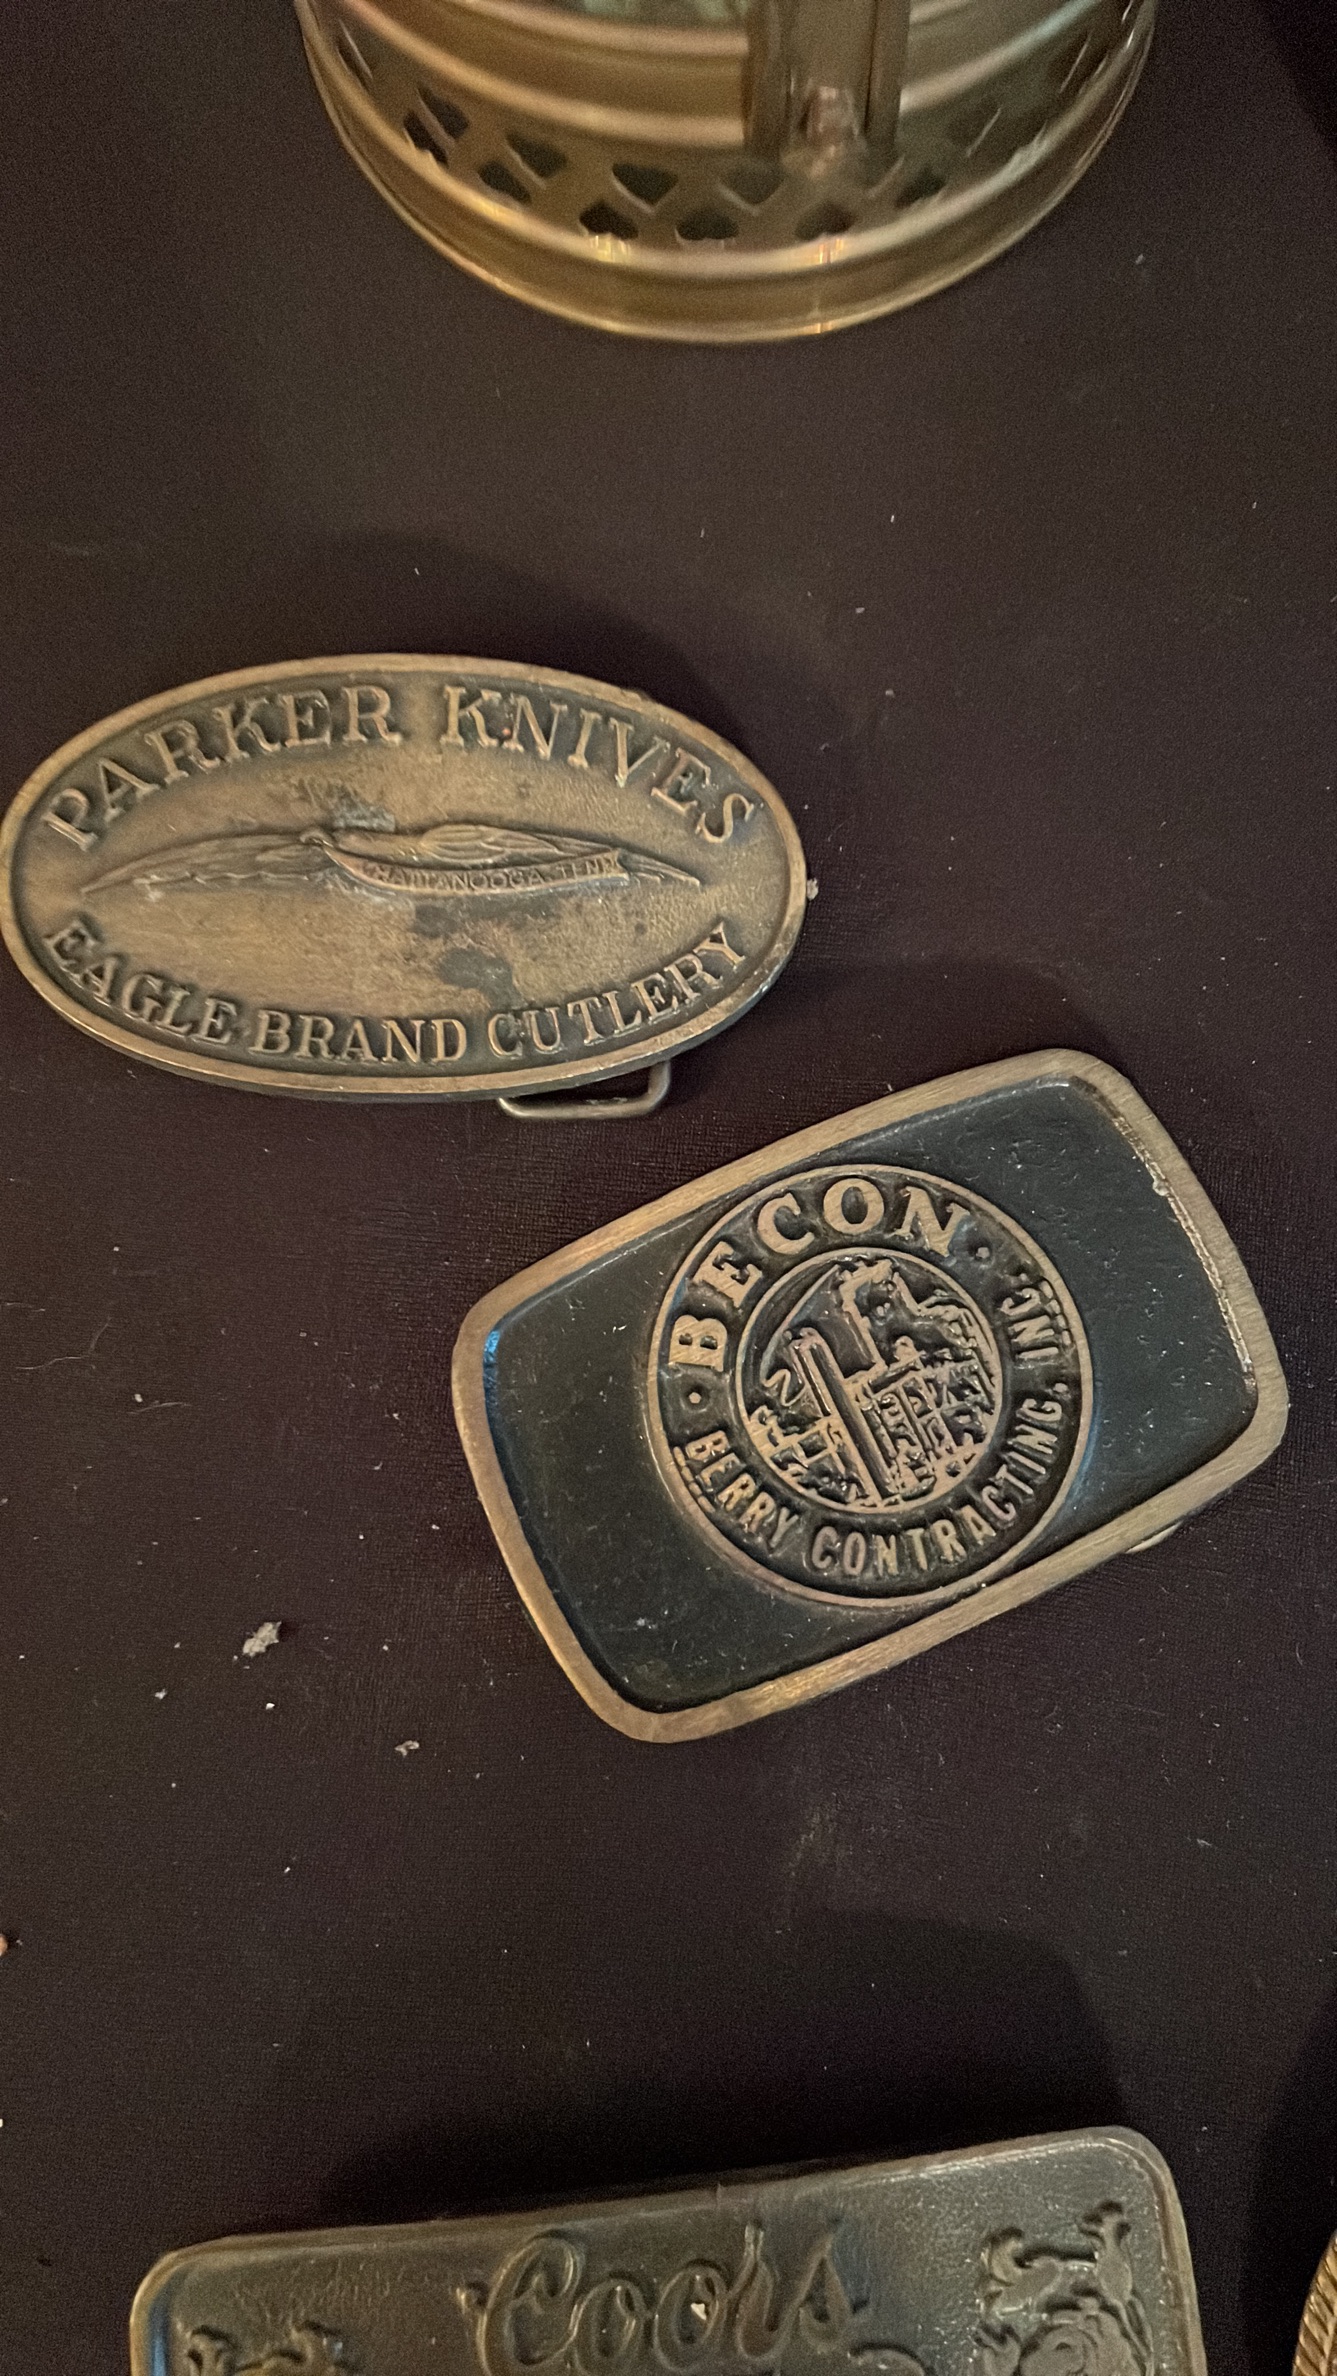 PARKER KNIVES
CHATTANOOGA, TENN.
EAGLE BRAND CUTLERY
·BECON·
BERRY CONTRACTING, INC.
Coors